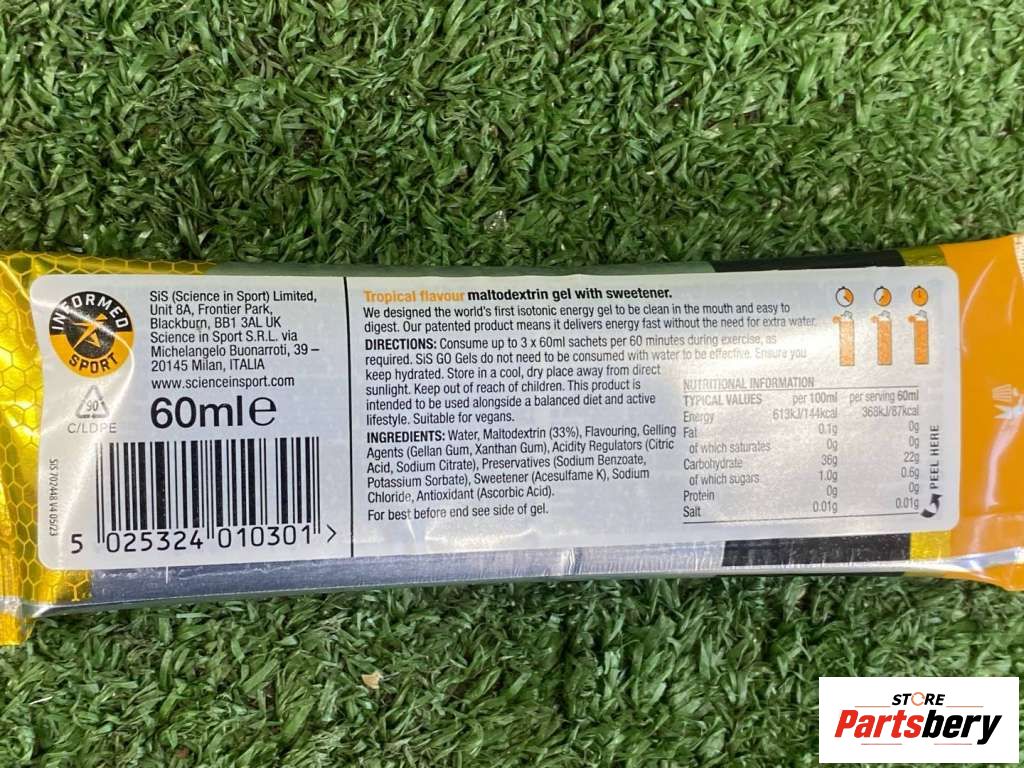 INFORMED
SPORT
90
C/LDPE
SiS (Science in Sport) Limited,
Unit 8A, Frontier Park,
Blackburn, BB1 3AL UK
Science in Sport S.R.L. via
Michelangelo Buonarroti, 39 –
20145 Milan, ITALIA
www.scienceinsport.com
60ml e
SiS 702448 V4 05/23
5 025324 010301 >
Tropical flavour maltodextrin gel with sweetener.
We designed the world's first isotonic energy gel to be clean in the mouth and easy to
digest. Our patented product means it delivers energy fast without the need for extra water.
DIRECTIONS: Consume up to 3 x 60ml sachets per 60 minutes during exercise, as
required. SiS GO Gels do not need to be consumed with water to be effective. Ensure you
keep hydrated. Store in a cool, dry place away from direct
sunlight. Keep out of reach of children. This product is
intended to be used alongside a balanced diet and active
lifestyle. Suitable for vegans.
INGREDIENTS: Water, Maltodextrin (33%), Flavouring, Gelling
Agents (Gellan Gum, Xanthan Gum), Acidity Regulators (Citric
Acid, Sodium Citrate), Preservatives (Sodium Benzoate,
Potassium Sorbate), Sweetener (Acesulfame K), Sodium
Chloride, Antioxidant (Ascorbic Acid).
For best before end see side of gel.
NUTRITIONAL INFORMATION
TYPICAL VALUES per 100ml per serving 60ml
Energy 613kJ/144kcal 368kJ/87kcal
Fat 0.1g 0g
of which saturates 0g 0g
Carbohydrate 36g 22g
of which sugars 1.0g 0.6g
Protein 0g 0g
Salt 0.01g 0.01g
PEEL HERE
STORE
Partsbery